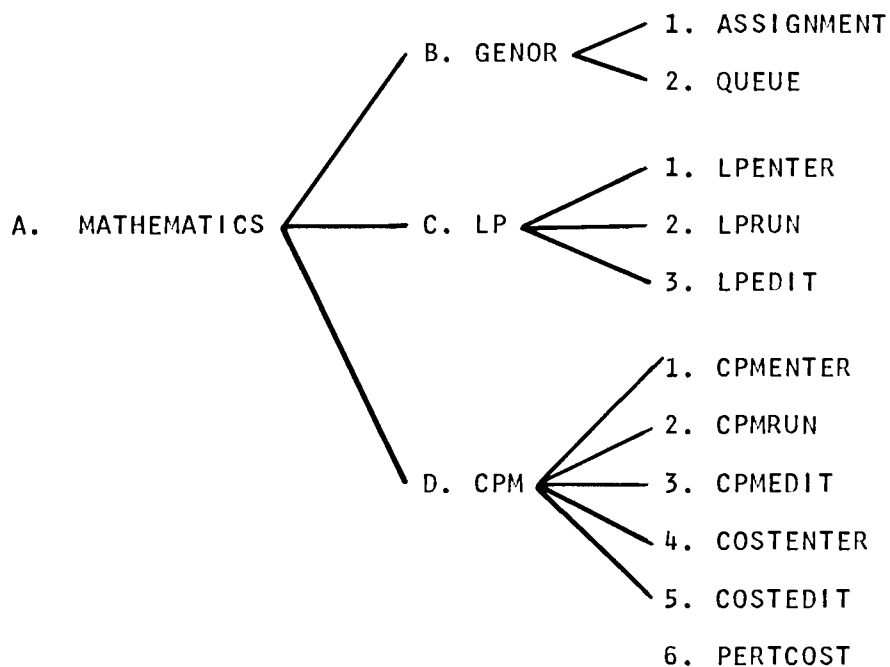 A. MATHEMATICS
B. GENOR
1. ASSIGNMENT
2. QUEUE
C. LP
1. LPENTER
2. LPRUN
3. LPEDIT
D. CPM
1. CPMENTER
2. CPMRUN
3. CPMEDIT
4. COSTENTER
5. COSTEDIT
6. PERTCOST